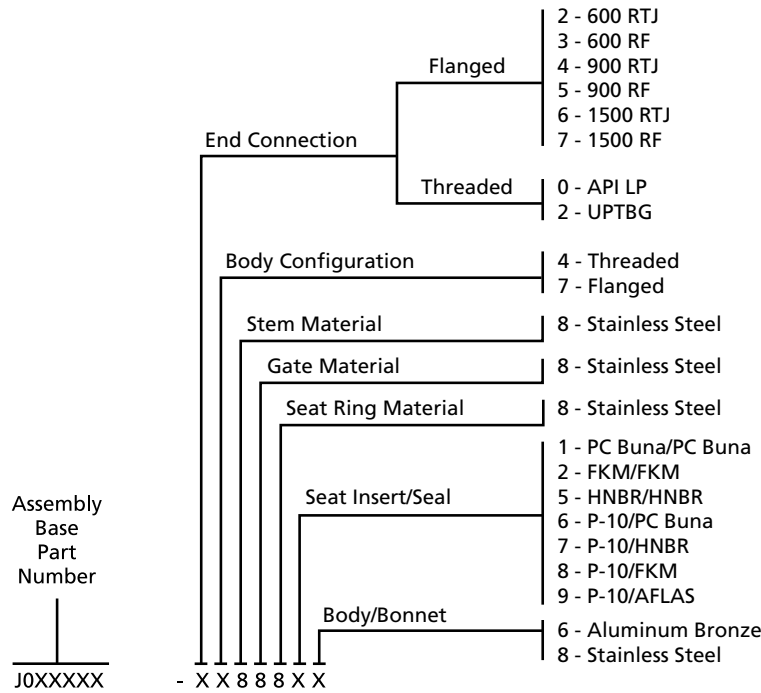 2 - 600 RTJ
3 - 600 RF
Flanged
4 - 900 RTJ
5 - 900 RF
6 - 1500 RTJ
7 - 1500 RF
End Connection
Threaded
0 - API LP
2 - UPTBG
Body Configuration
4 - Threaded
7 - Flanged
Stem Material
8 - Stainless Steel
Gate Material
8 - Stainless Steel
Seat Ring Material
8 - Stainless Steel
Seat Insert/Seal
1 - PC Buna/PC Buna
2 - FKM/FKM
5 - HNBR/HNBR
6 - P-10/PC Buna
7 - P-10/HNBR
8 - P-10/FKM
9 - P-10/AFLAS
Assembly
Base
Part
Number
Body/Bonnet
6 - Aluminum Bronze
8 - Stainless Steel
J0XXXXX - X X 8 8 8 X X